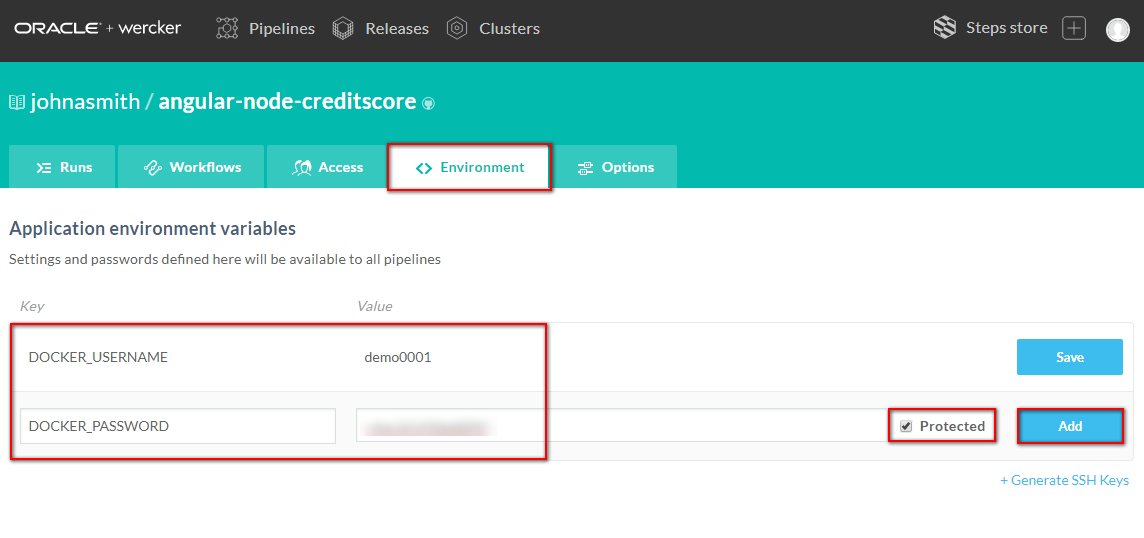 ORACLE + wercker Pipelines Releases Clusters Steps store
johnasmith / angular-node-creditscore
Runs Workflows Access Environment Options
Application environment variables
Settings and passwords defined here will be available to all pipelines
Key Value
DOCKER_USERNAME demo0001 Save
DOCKER_PASSWORD Protected Add
+ Generate SSH Keys